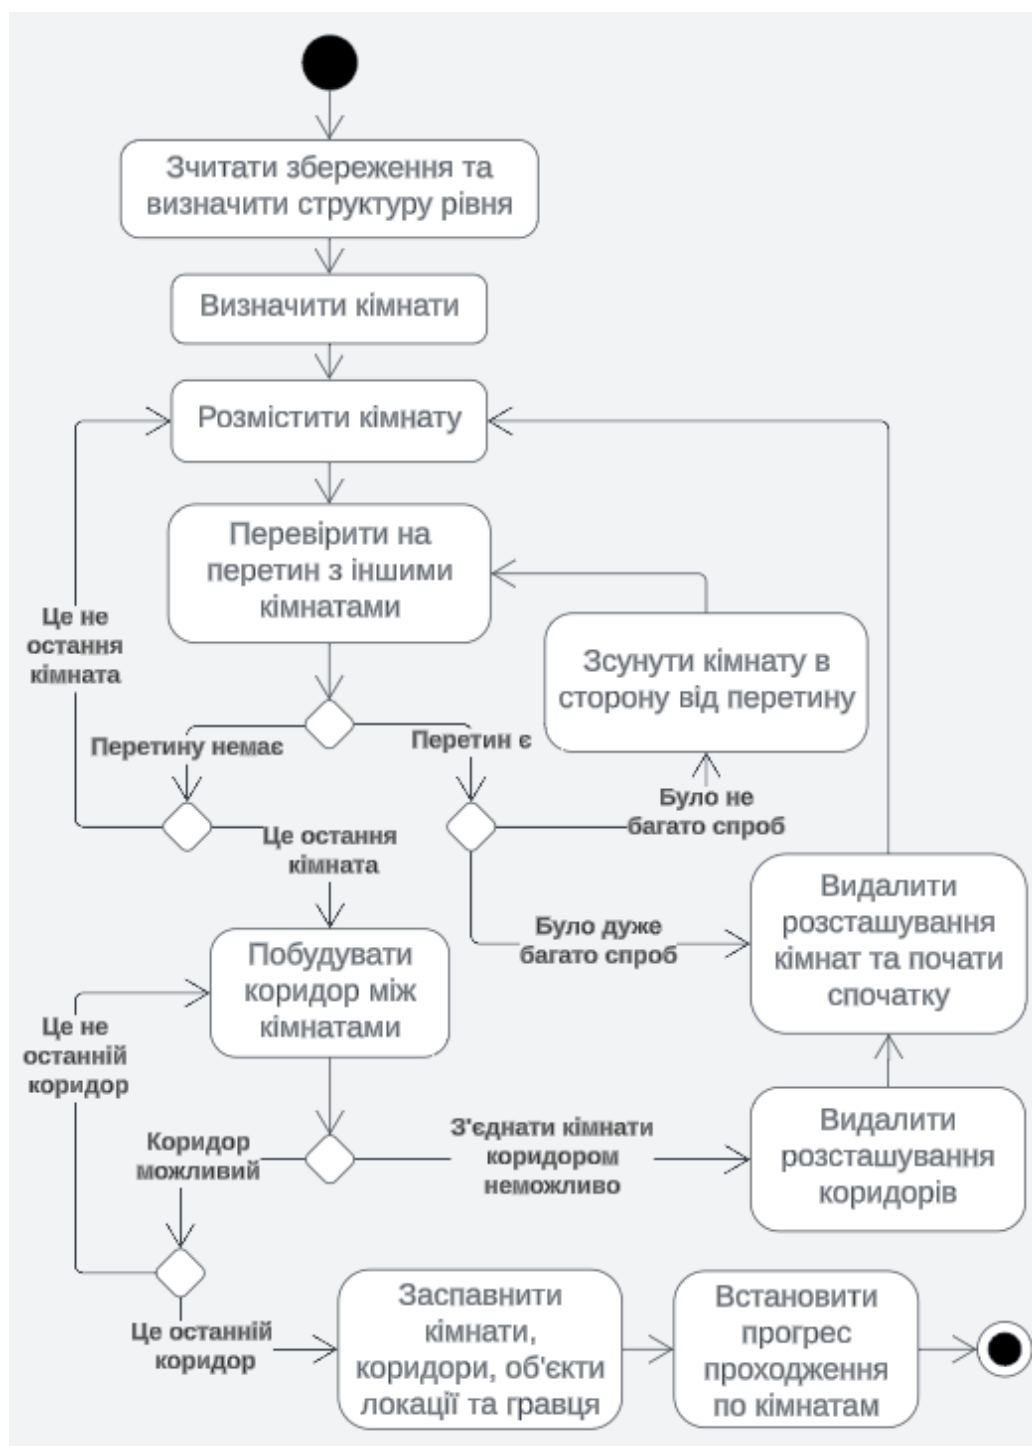 Зчитати збереження та
визначити структуру рівня
Визначити кімнати
Розмістити кімнату
Перевірити на
перетин з іншими
кімнатами
Це не
остання
кімната
Зсунути кімнату в
сторону від перетину
Перетину немає
Перетин є
Було не
багато спроб
Це остання
кімната
Видалити
розсташування
кімнат та почати
спочатку
Було дуже
багато спроб
Побудувати
коридор між
кімнатами
Це не
останній
коридор
Коридор
можливий
З'єднати кімнати
коридором
неможливо
Видалити
розсташування
коридорів
Це останній
коридор
Заспавнити
кімнати,
коридори, об'єкти
локації та гравця
Встановити
прогрес
проходження
по кімнатам